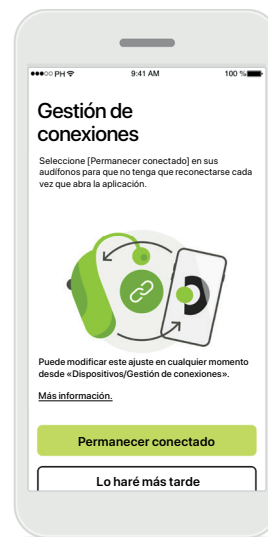 ●●●○○ PH 9:41 AM 100 %
Gestión de
conexiones
Seleccione [Permanecer conectado] en sus
audífonos para que no tenga que reconectarse cada
vez que abra la aplicación.
Puede modificar este ajuste en cualquier momento
desde «Dispositivos/Gestión de conexiones».
Más información.
Permanecer conectado
Lo haré más tarde